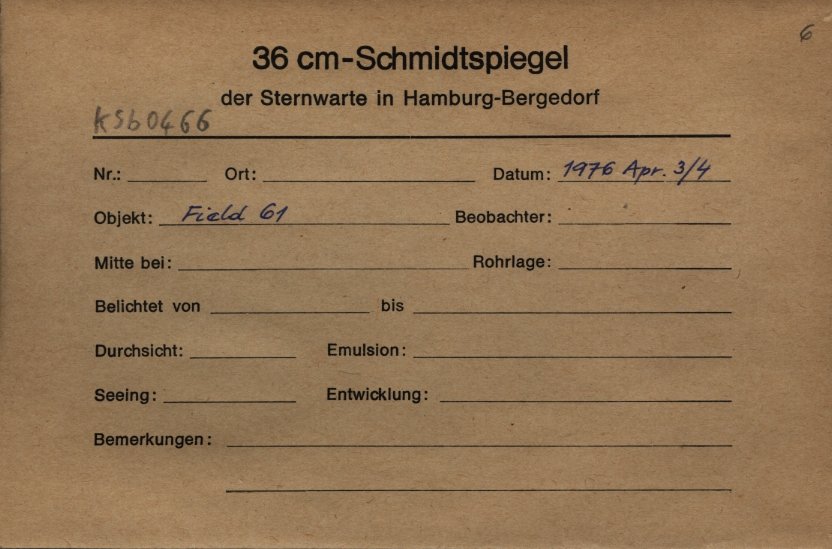 6
36 cm-Schmidtspiegel
der Sternwarte in Hamburg-Bergedorf
KSb0466
Nr.: Ort: Datum: 1976 Apr. 3/4
Objekt: Field 61 Beobachter:
Mitte bei: Rohrlage:
Belichtet von bis
Durchsicht: Emulsion:
Seeing: Entwicklung:
Bemerkungen: